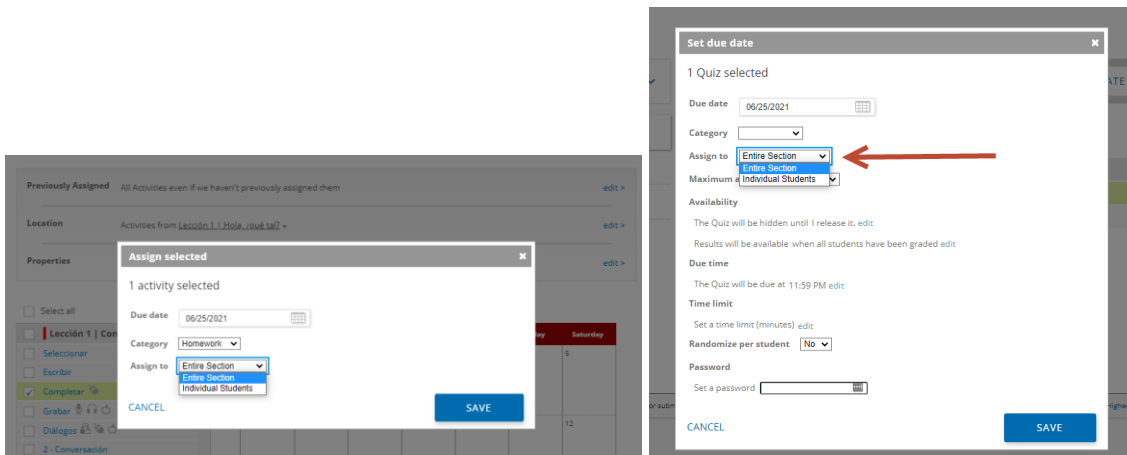 Previously Assigned All Activities even if we haven't previously assigned them edit >
Location Activities from Lección 1 | Hola, ¿qué tal? edit >
Properties edit >
Assign selected ×
1 activity selected
Due date 06/25/2021
Category Homework
Assign to Entire Section
Entire Section
Individual Students
CANCEL SAVE
Select all
Lección 1 | Con
Seleccionar
Escribir
Completar
Grabar
Diálogos
2 - Conversación
ay Saturday
5
12
Set due date ×
1 Quiz selected
Due date 06/25/2021
Category
Assign to Entire Section
Entire Section
Individual Students
Maximum a
Availability
The Quiz will be hidden until I release it. edit
Results will be available when all students have been graded edit
Due time
The Quiz will be due at 11:59 PM edit
Time limit
Set a time limit (minutes) edit
Randomize per student No
Password
Set a password
CANCEL SAVE
ATE
or subm
Highe